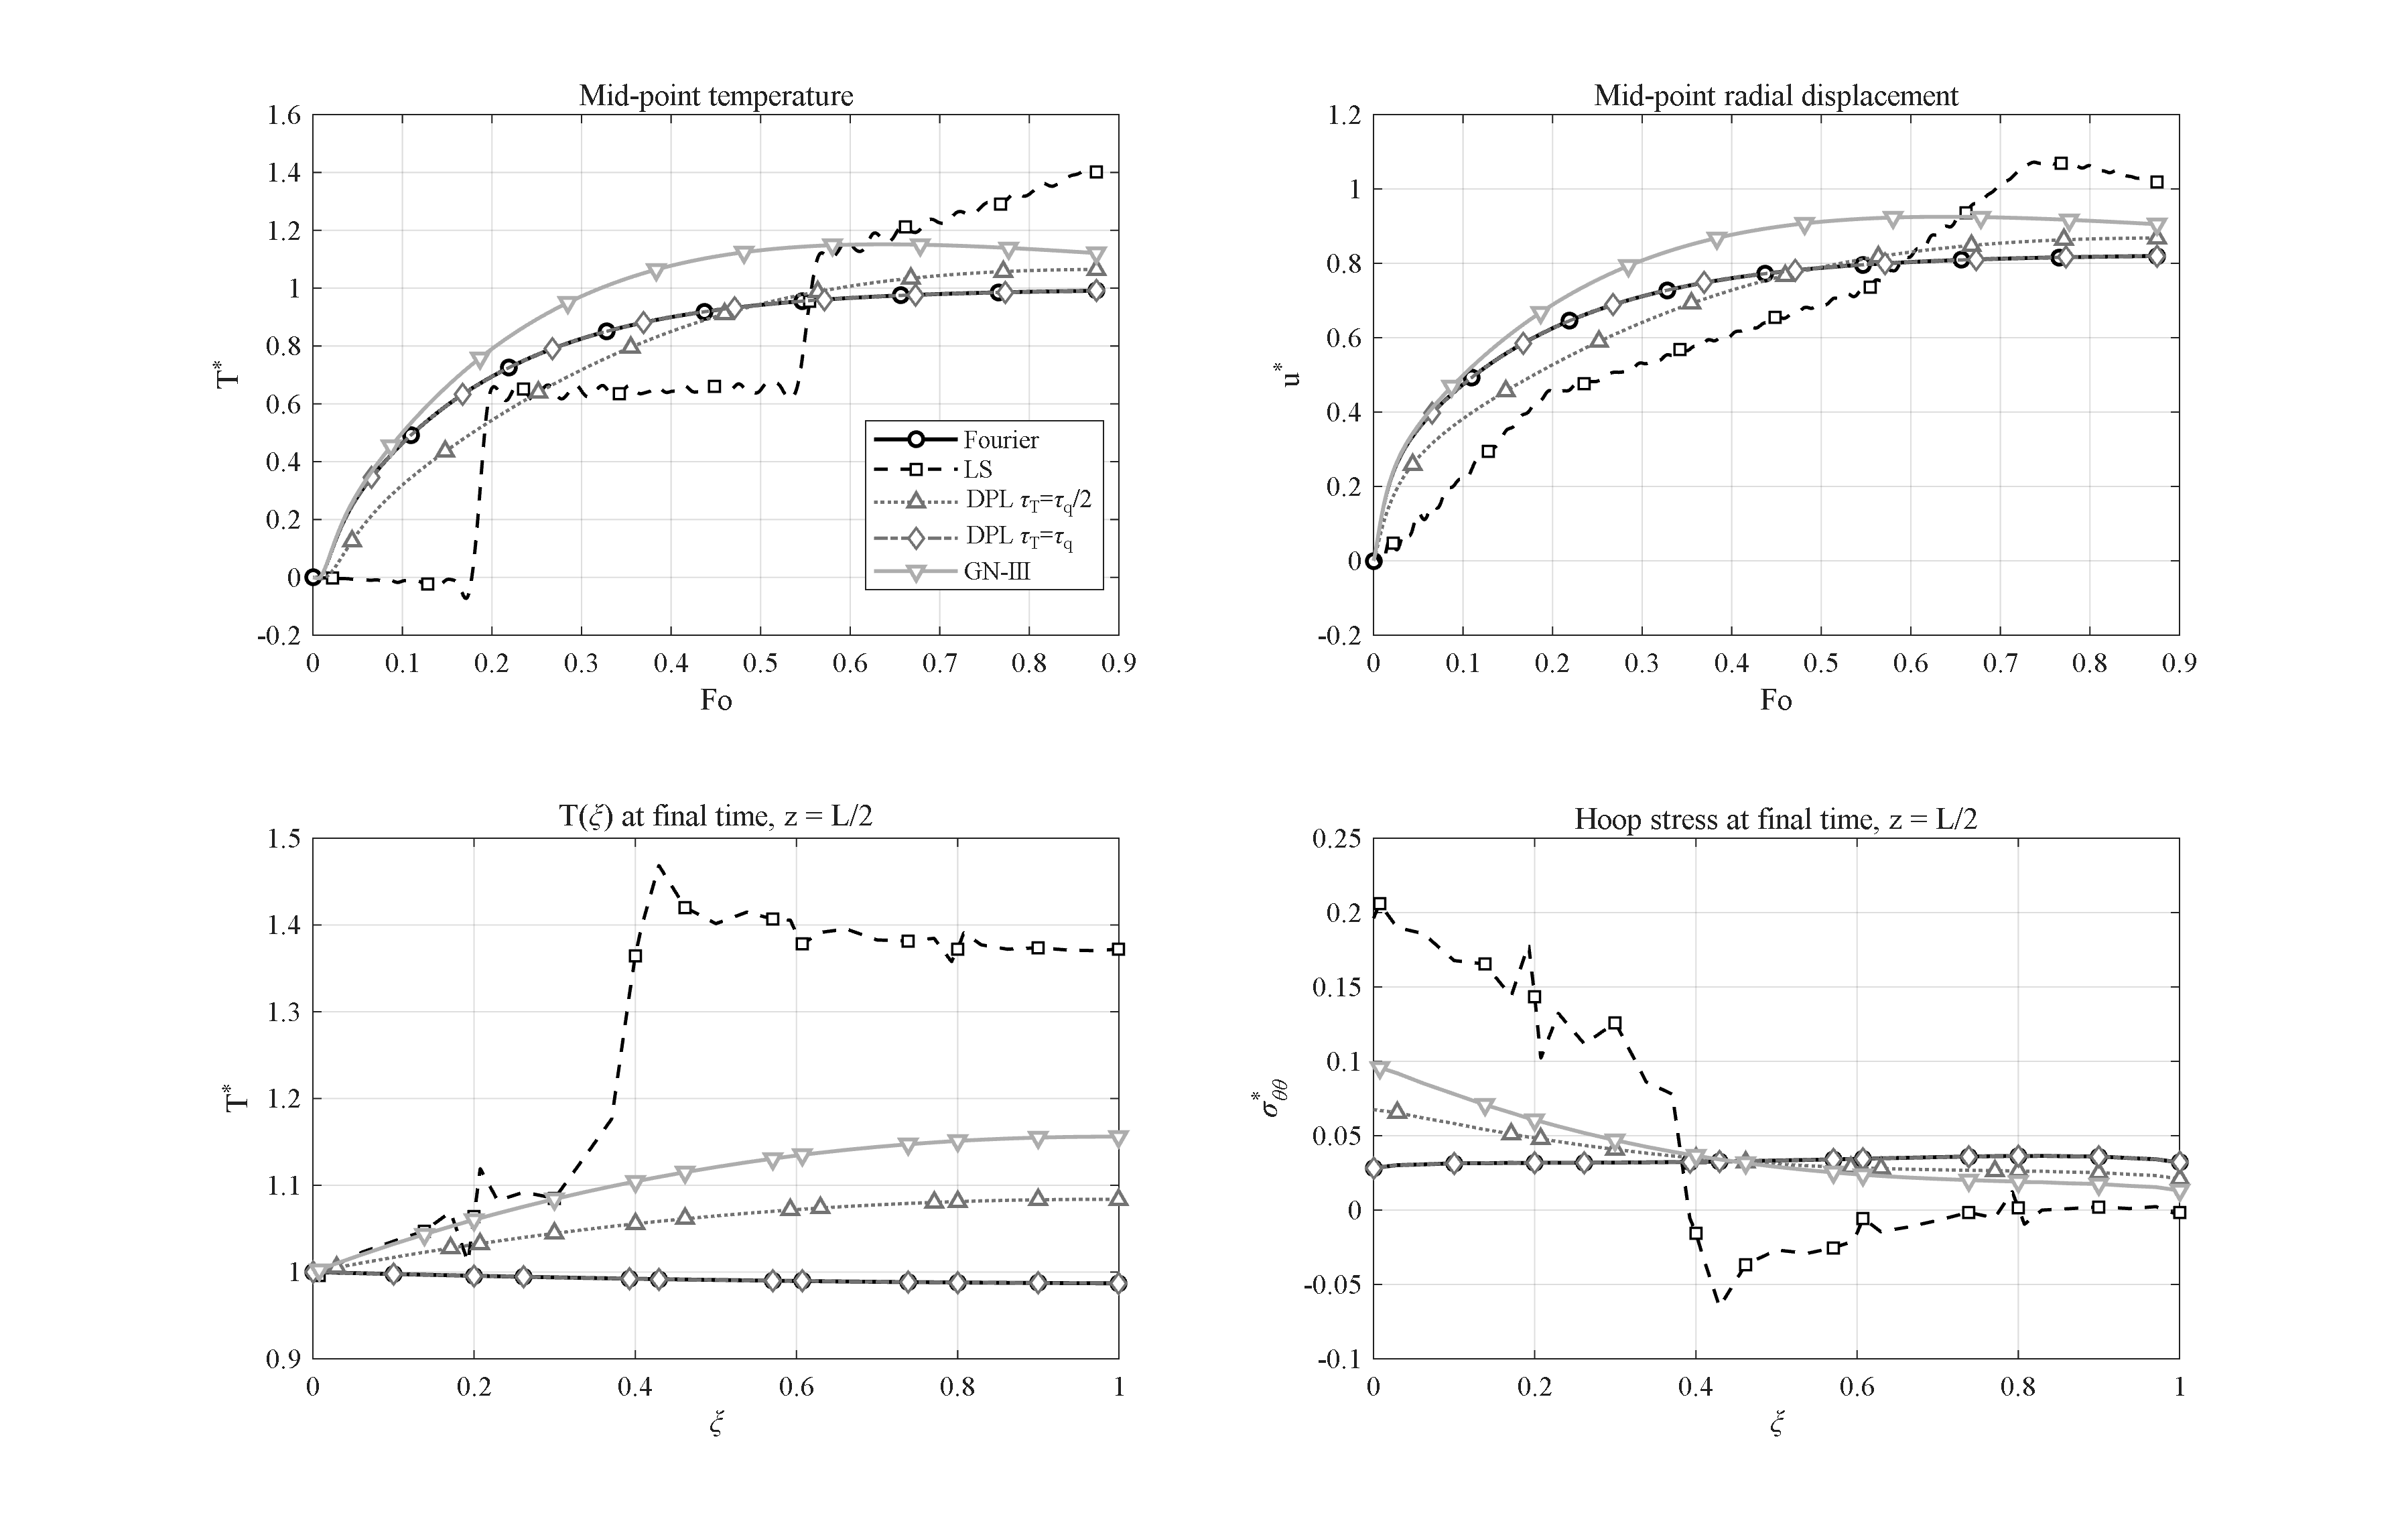 Mid-point temperature
1.6
1.4
1.2
1
0.8
0.6
0.4
0.2
0
-0.2
T*
0 0.1 0.2 0.3 0.4 0.5 0.6 0.7 0.8 0.9
Fo
Fourier
LS
DPL τT=τq/2
DPL τT=τq
GN-III
Mid-point radial displacement
1.2
1
0.8
0.6
0.4
0.2
0
-0.2
u*
0 0.1 0.2 0.3 0.4 0.5 0.6 0.7 0.8 0.9
Fo
T(ξ) at final time, z = L/2
1.5
1.4
1.3
1.2
1.1
1
0.9
T*
0 0.2 0.4 0.6 0.8 1
ξ
Hoop stress at final time, z = L/2
0.25
0.2
0.15
0.1
0.05
0
-0.05
-0.1
σ*θθ
0 0.2 0.4 0.6 0.8 1
ξ